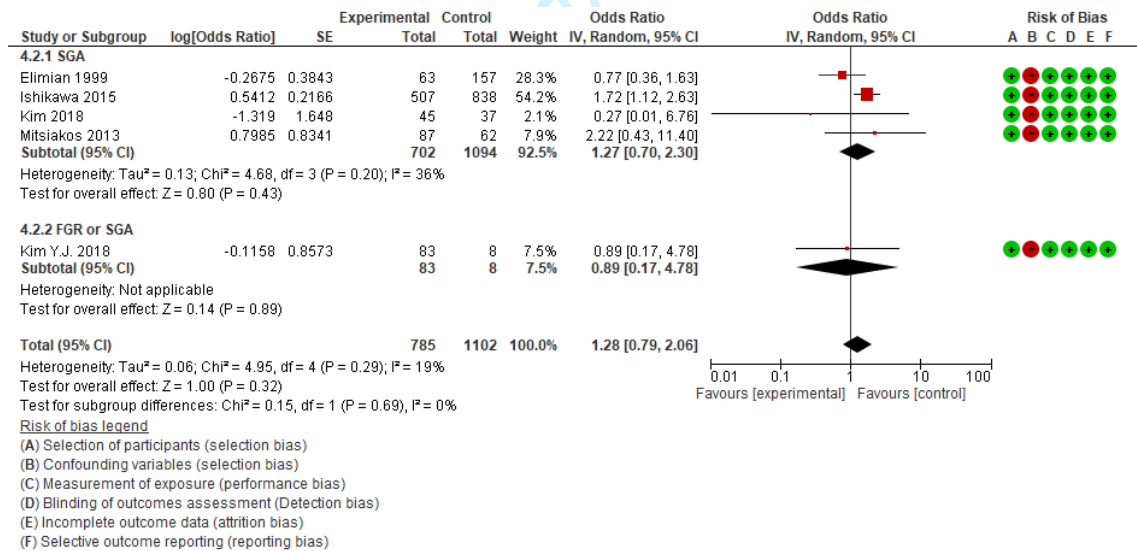 Experimental Control Odds Ratio Odds Ratio Risk of Bias
Study or Subgroup log[Odds Ratio] SE Total Total Weight IV, Random, 95% CI IV, Random, 95% CI A B C D E F
4.2.1 SGA
Elimian 1999 -0.2675 0.3843 63 157 28.3% 0.77 [0.36, 1.63] + - + + + +
Ishikawa 2015 0.5412 0.2166 507 838 54.2% 1.72 [1.12, 2.63] + - + + + +
Kim 2018 -1.319 1.648 45 37 2.1% 0.27 [0.01, 6.76] + - + + + +
Mitsiakos 2013 0.7985 0.8341 87 62 7.9% 2.22 [0.43, 11.40] + - + + + +
Subtotal (95% CI) 702 1094 92.5% 1.27 [0.70, 2.30]
Heterogeneity: Tau² = 0.13; Chi² = 4.68, df = 3 (P = 0.20); I² = 36%
Test for overall effect: Z = 0.80 (P = 0.43)
4.2.2 FGR or SGA
Kim Y.J. 2018 -0.1158 0.8573 83 8 7.5% 0.89 [0.17, 4.78] + - + + + +
Subtotal (95% CI) 83 8 7.5% 0.89 [0.17, 4.78]
Heterogeneity: Not applicable
Test for overall effect: Z = 0.14 (P = 0.89)
Total (95% CI) 785 1102 100.0% 1.28 [0.79, 2.06]
Heterogeneity: Tau² = 0.06; Chi² = 4.95, df = 4 (P = 0.29); I² = 19%
Test for overall effect: Z = 1.00 (P = 0.32)
Test for subgroup differences: Chi² = 0.15, df = 1 (P = 0.69), I² = 0%
0.01 0.1 1 10 100
Favours [experimental] Favours [control]
Risk of bias legend
(A) Selection of participants (selection bias)
(B) Confounding variables (selection bias)
(C) Measurement of exposure (performance bias)
(D) Blinding of outcomes assessment (Detection bias)
(E) Incomplete outcome data (attrition bias)
(F) Selective outcome reporting (reporting bias)